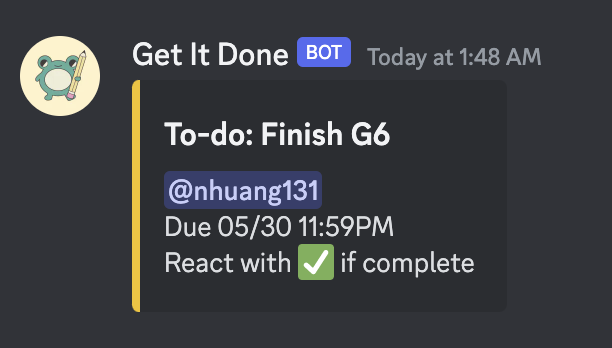 Get It Done BOT Today at 1:48 AM
To-do: Finish G6
@nhuang131
Due 05/30 11:59PM
React with ✅ if complete